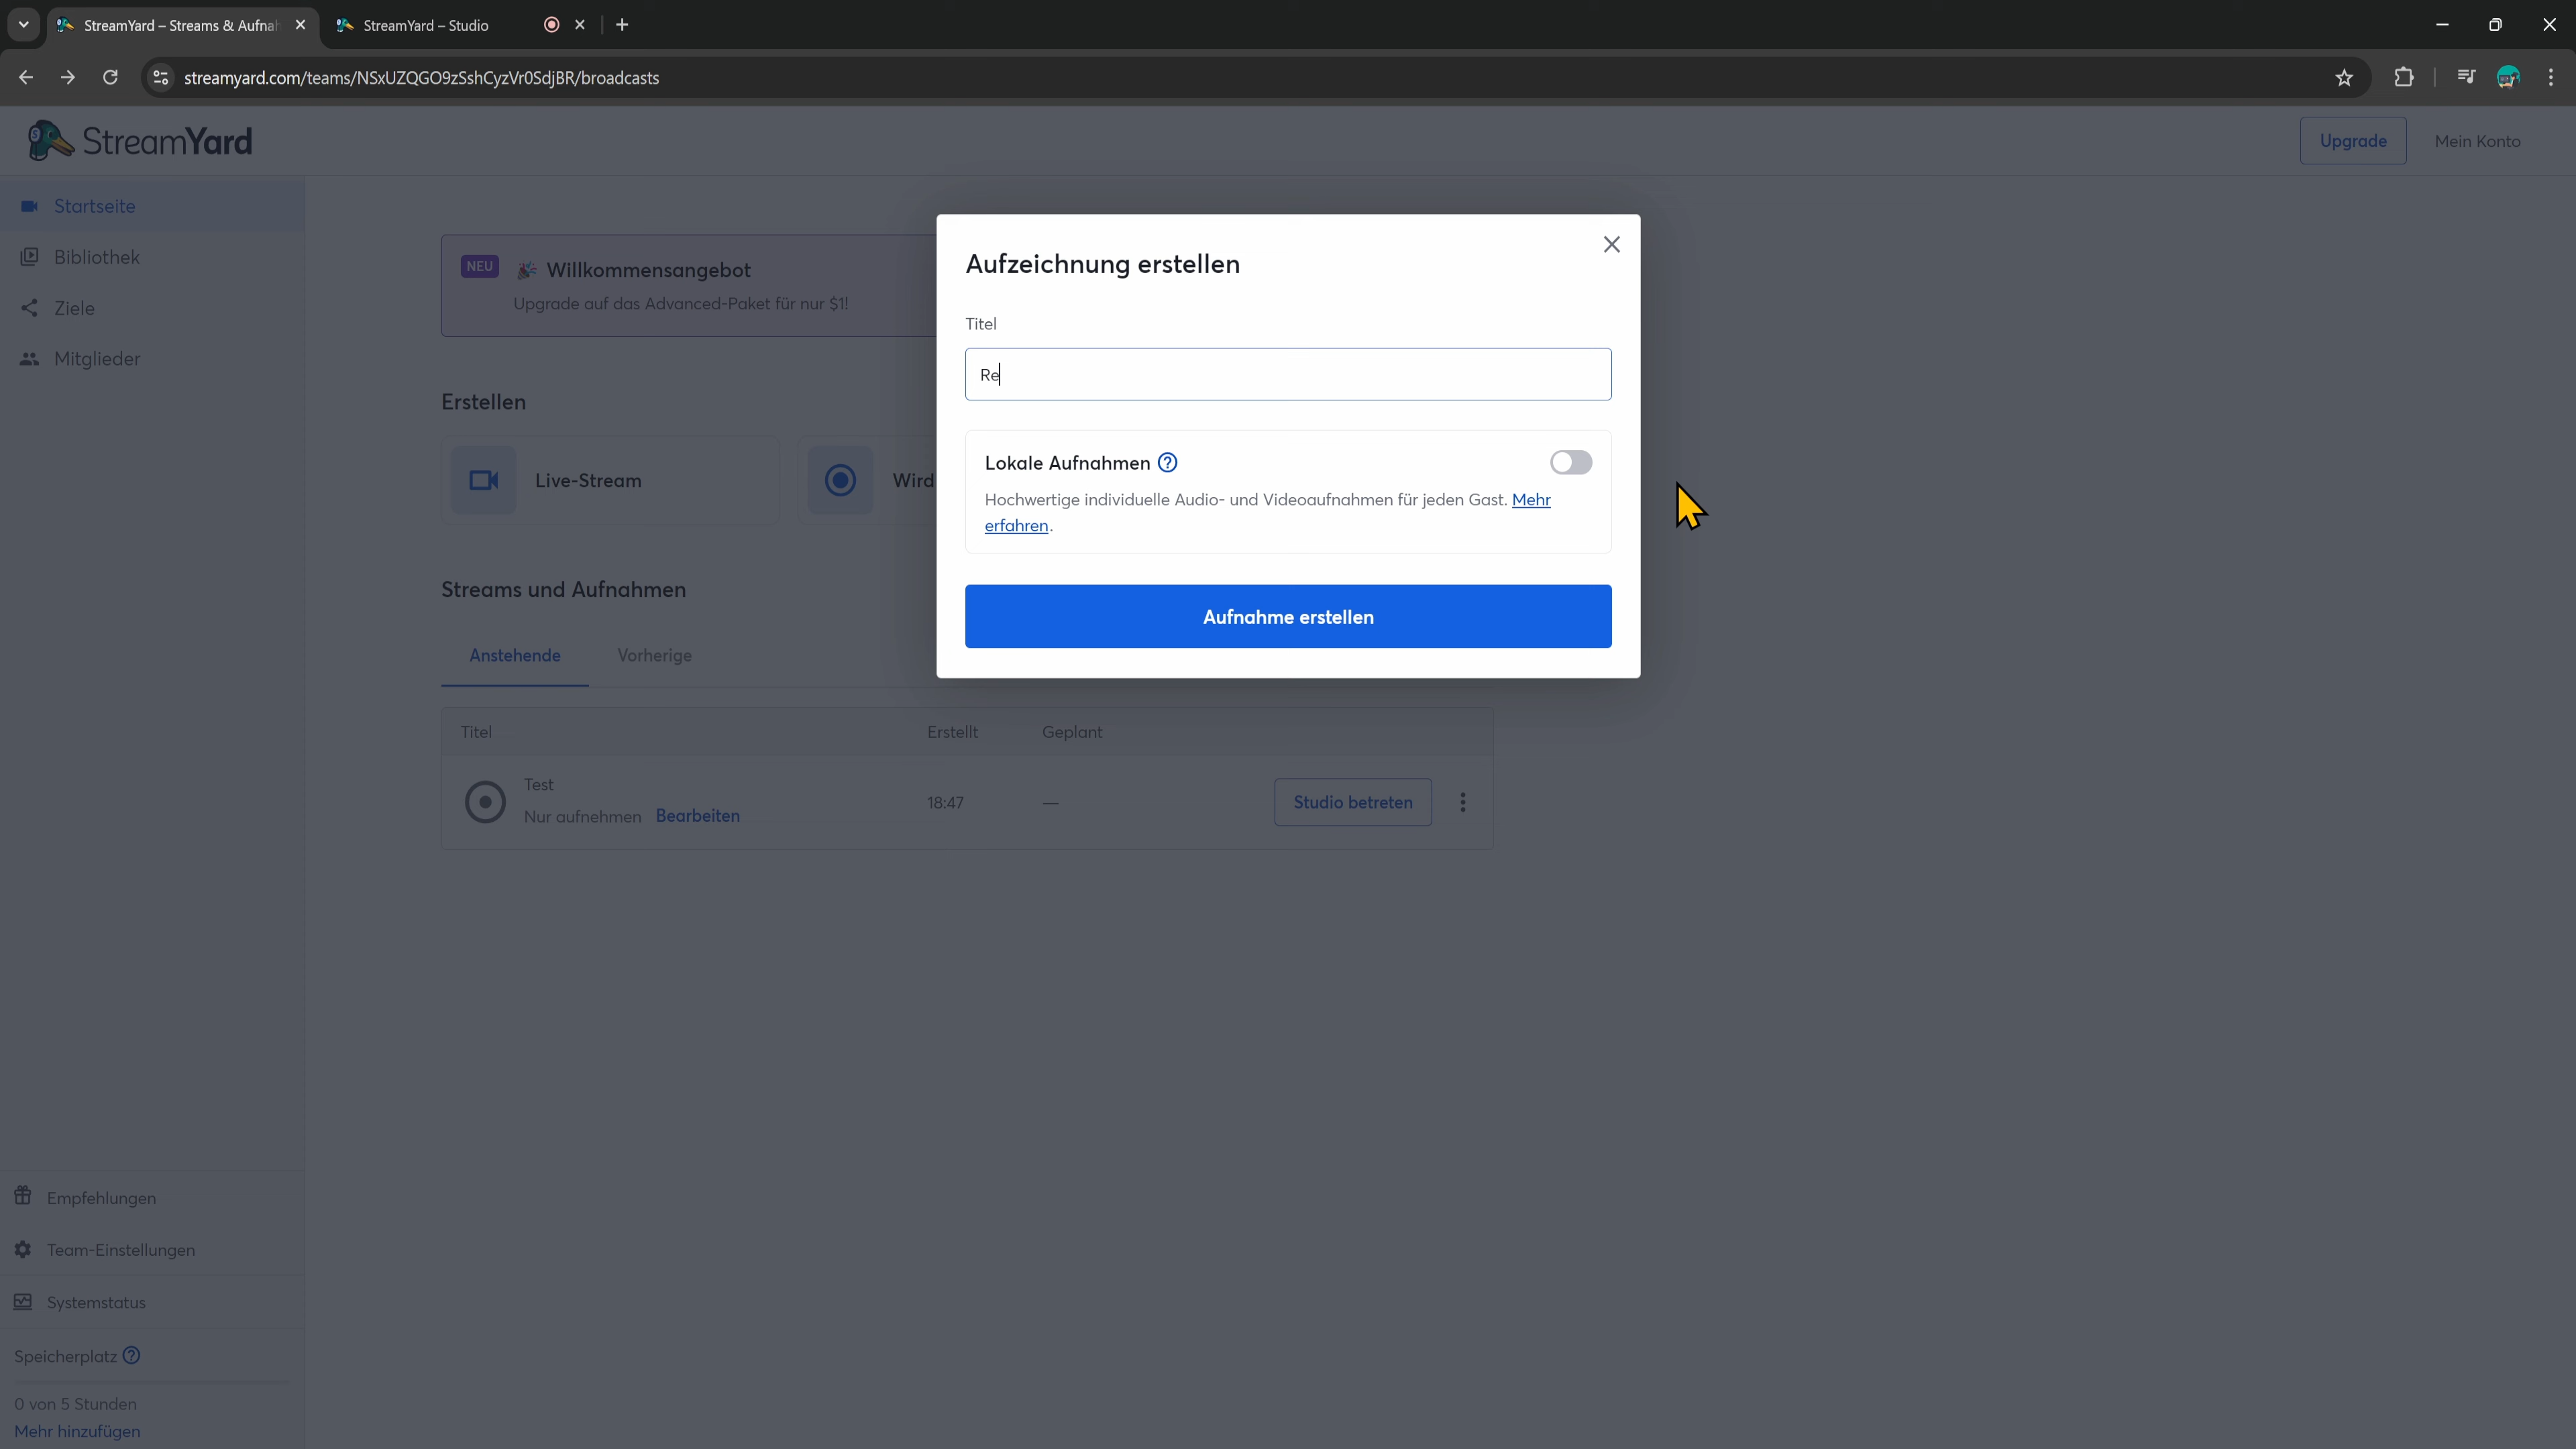 StreamYard – Streams & Aufnah
StreamYard – Studio
streamyard.com/teams/NSxUZQGO9zSshCyzVr0SdjBR/broadcasts
StreamYard
Upgrade
Mein Konto
Startseite
Bibliothek
Ziele
Mitglieder
NEU
Willkommensangebot
Upgrade auf das Advanced-Paket für nur $1!
Erstellen
Live-Stream
Wird
Aufzeichnung erstellen
Titel
Re
Lokale Aufnahmen
Hochwertige individuelle Audio- und Videoaufnahmen für jeden Gast. Mehr
erfahren.
Aufnahme erstellen
Streams und Aufnahmen
Anstehende
Vorherige
Titel
Erstellt
Geplant
Test
Nur aufnehmen Bearbeiten
18:47
—
Studio betreten
Empfehlungen
Team-Einstellungen
Systemstatus
Speicherplatz
0 von 5 Stunden
Mehr hinzufügen